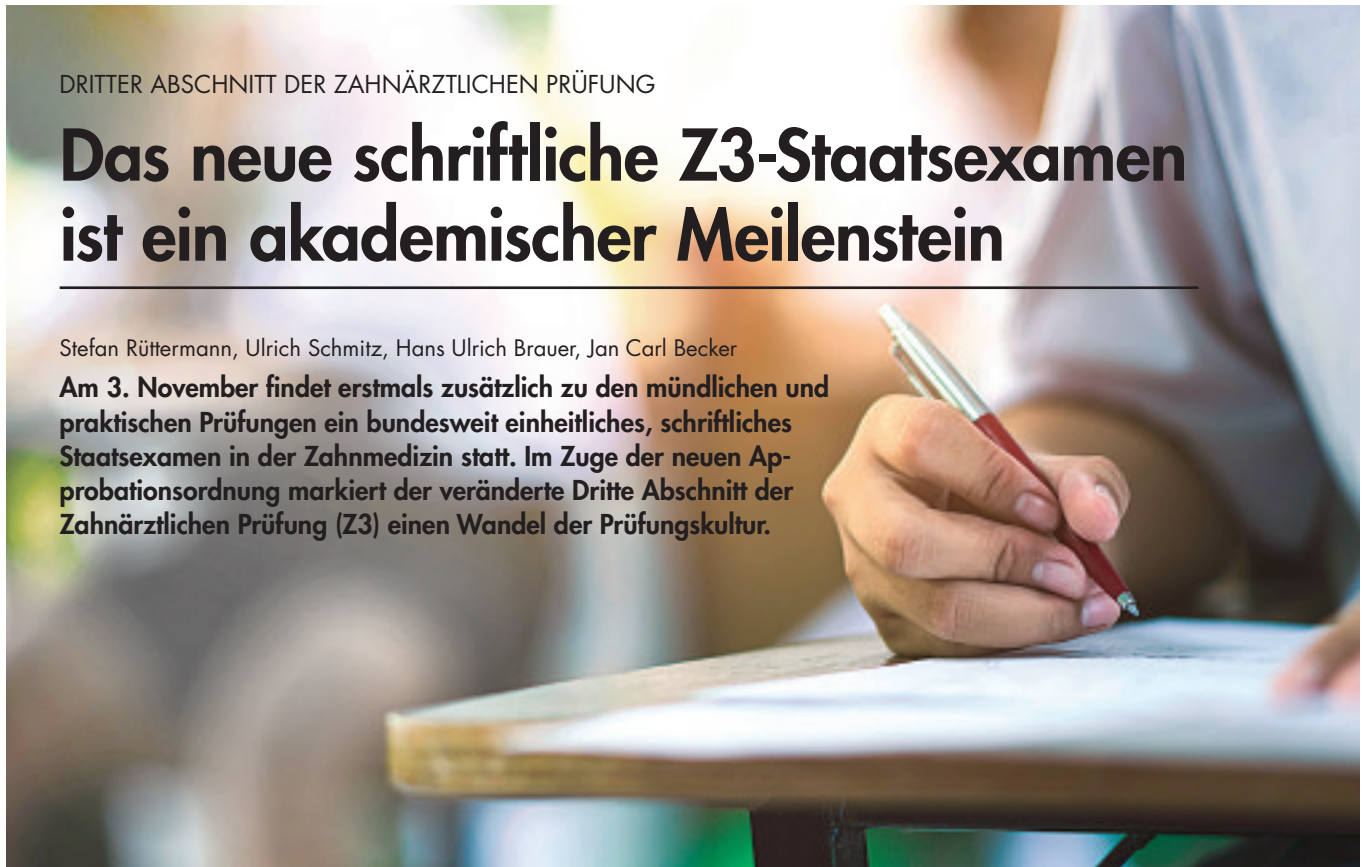 DRITTER ABSCHNITT DER ZAHNÄRZTLICHEN PRÜFUNG
Das neue schriftliche Z3-Staatsexamen
ist ein akademischer Meilenstein
Stefan Rüttermann, Ulrich Schmitz, Hans Ulrich Brauer, Jan Carl Becker
Am 3. November findet erstmals zusätzlich zu den mündlichen und
praktischen Prüfungen ein bundesweit einheitliches, schriftliches
Staatsexamen in der Zahnmedizin statt. Im Zuge der neuen Ap-
probationsordnung markiert der veränderte Dritte Abschnitt der
Zahnärztlichen Prüfung (Z3) einen Wandel der Prüfungskultur.